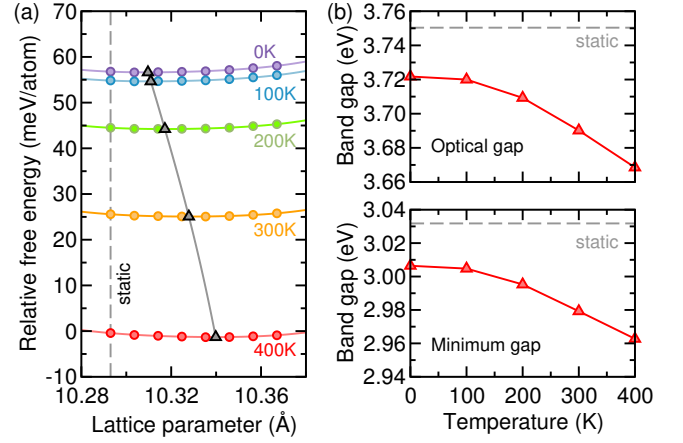 (a)
Relative free energy (meV/atom)
70
60
50
40
30
20
10
0
-10
0K
100K
200K
300K
400K
static
10.28
10.32
10.36
Lattice parameter (Å)
(b)
Band gap (eV)
3.76
3.74
3.72
3.70
3.68
3.66
static
Optical gap
Band gap (eV)
3.04
3.02
3.00
2.98
2.96
2.94
static
Minimum gap
0
100
200
300
400
Temperature (K)